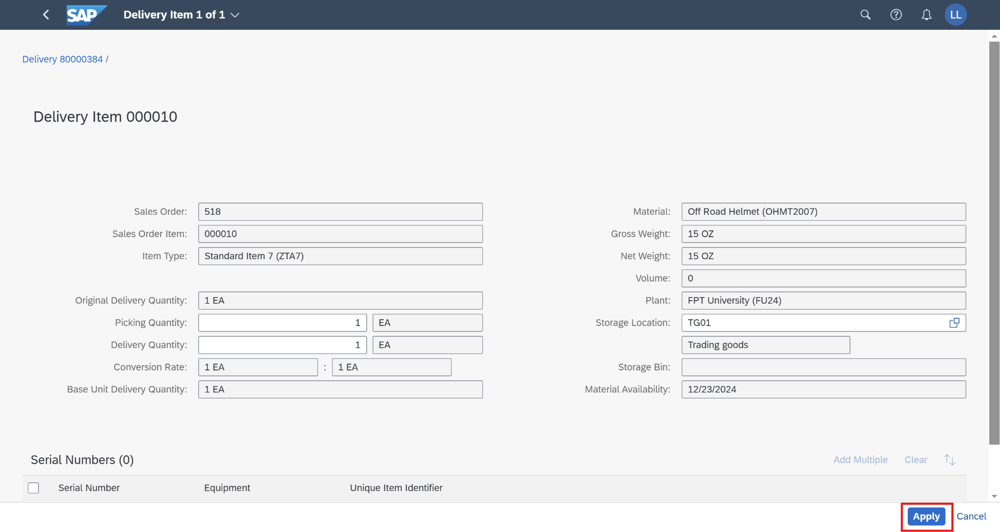 SAP Delivery Item 1 of 1 LL
Delivery 80000384 /
Delivery Item 000010
Sales Order: 518
Sales Order Item: 000010
Item Type: Standard Item 7 (ZTA7)
Original Delivery Quantity: 1 EA
Picking Quantity: 1 EA
Delivery Quantity: 1 EA
Conversion Rate: 1 EA : 1 EA
Base Unit Delivery Quantity: 1 EA
Material: Off Road Helmet (OHMT2007)
Gross Weight: 15 OZ
Net Weight: 15 OZ
Volume: 0
Plant: FPT University (FU24)
Storage Location: TG01
Trading goods
Storage Bin:
Material Availability: 12/23/2024
Serial Numbers (0) Add Multiple Clear
Serial Number Equipment Unique Item Identifier
Apply Cancel